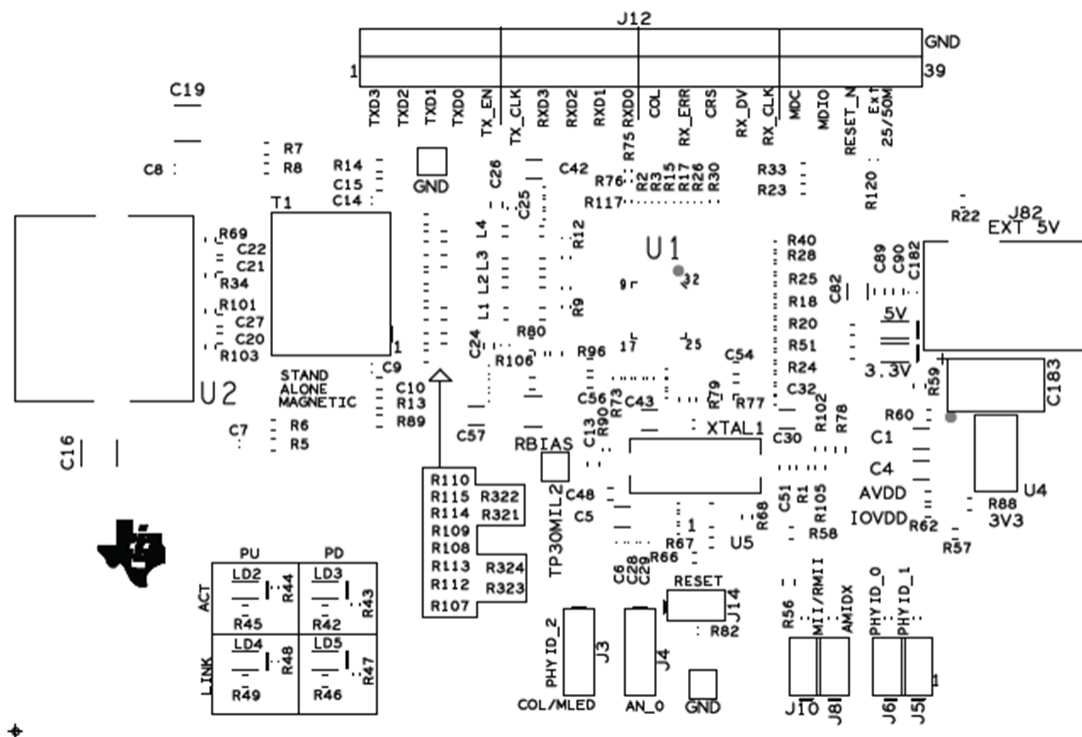 J12
GND
1
39
TXD3
TXD2
TXD1
TXD0
TX_EN
TX_CLK
RXD3
RXD2
RXD1
RXD0
COL
RX_ERR
CRS
RX_DV
RX_CLK
MDC
MDIO
RESET_N
Ext
25/50M
C19
C8
R7
R8
R14
C15
C14
GND
C26
C25
C42
R75
R76
R117
R2
R3
R15
R17
R26
R30
R33
R23
R120
R22
J82
EXT 5V
T1
R69
C22
C21
R34
R101
C27
C20
R103
U2
1
L4
L3
L2
L1
R12
R9
U1
9
32
17
25
R40
R28
R25
R18
R20
R51
R24
C32
C82
C89
C90
C182
5V
3.3V
C24
R80
R106
R96
C54
C9
STAND
ALONE
MAGNETIC
C10
R13
R89
C7
R6
R5
C57
C56
R73
C43
R79
R77
R102
R78
R59
C183
R60
C1
C4
AVDD
IOVDD
R62
R57
U4
R88
3V3
C16
RBIAS
TP30MIL2
C13
R90
XTAL1
C30
C48
C5
C51
R1
R105
R58
R68
1
U5
R67
R66
C6
C28
C29
R110
R115
R322
R114
R321
R109
R108
R113
R324
R112
R323
R107
PU
PD
ACT
LD2
R44
R45
LD3
R43
R42
LINK
LD4
R48
R49
LD5
R47
R46
PHYID_2
J3
COL/MLED
J4
AN_0
RESET
J14
R82
GND
R56
MII/RMII
AMIDX
J10
J8
PHYID_0
PHYID_1
1
J6
J5